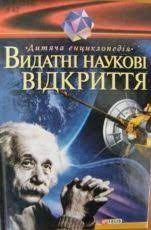 •Дитяча енциклопедія•
ВИДАТНІ НАУКОВІ
ВІДКРИТТЯ